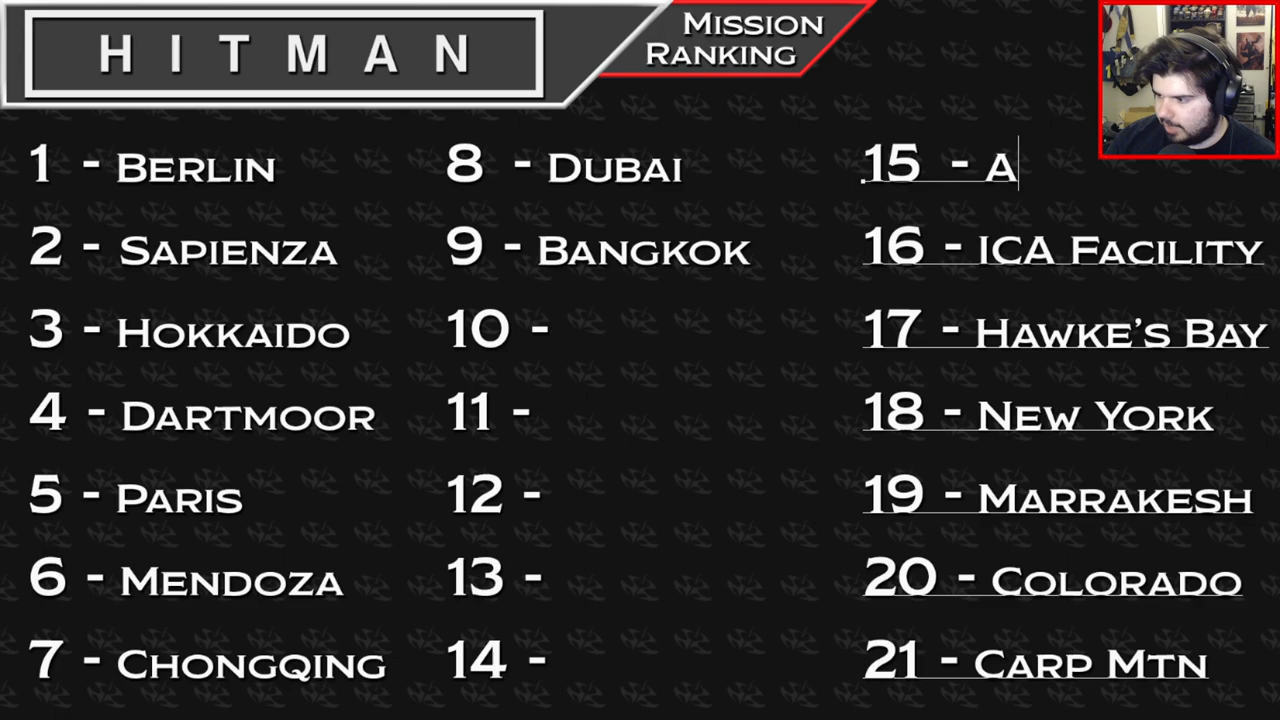 HITMAN
MISSION
RANKING
1 - BERLIN
2 - SAPIENZA
3 - HOKKAIDO
4 - DARTMOOR
5 - PARIS
6 - MENDOZA
7 - CHONGQING
8 - DUBAI
9 - BANGKOK
10 -
11 -
12 -
13 -
14 -
15 - A
16 - ICA FACILITY
17 - HAWKE'S BAY
18 - NEW YORK
19 - MARRAKESH
20 - COLORADO
21 - CARP MTN